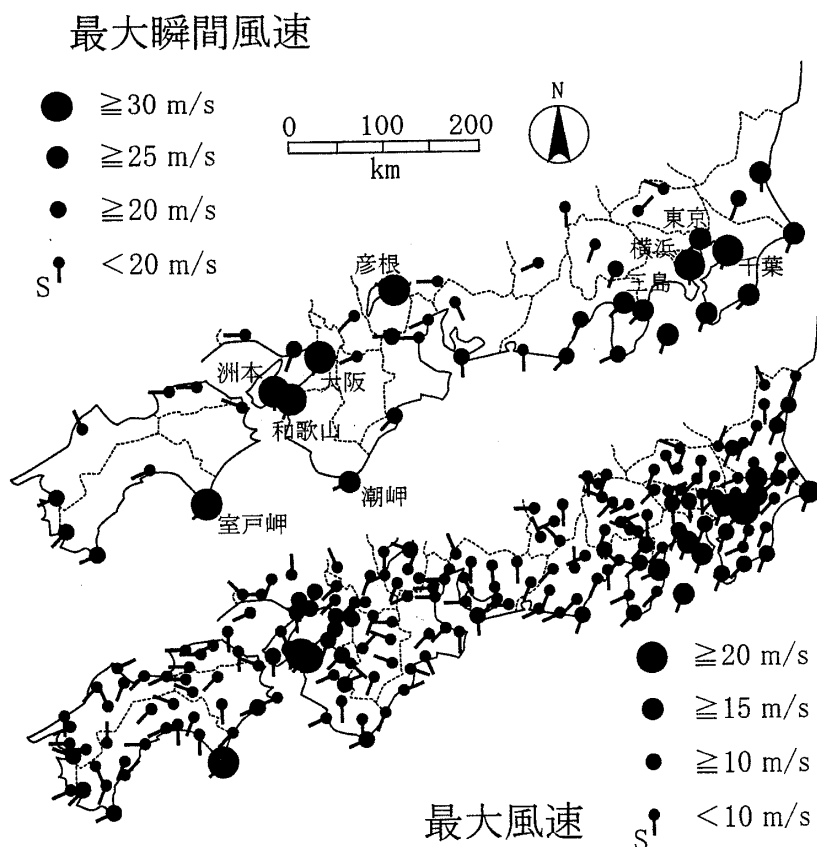 最大瞬間風速
≧30 m/s
≧25 m/s
≧20 m/s
S <20 m/s
0 100 200
km
N
東京
横浜
千葉
三島
彦根
洲本
大阪
和歌山
潮岬
室戸岬
≧20 m/s
≧15 m/s
≧10 m/s
S <10 m/s
最大風速